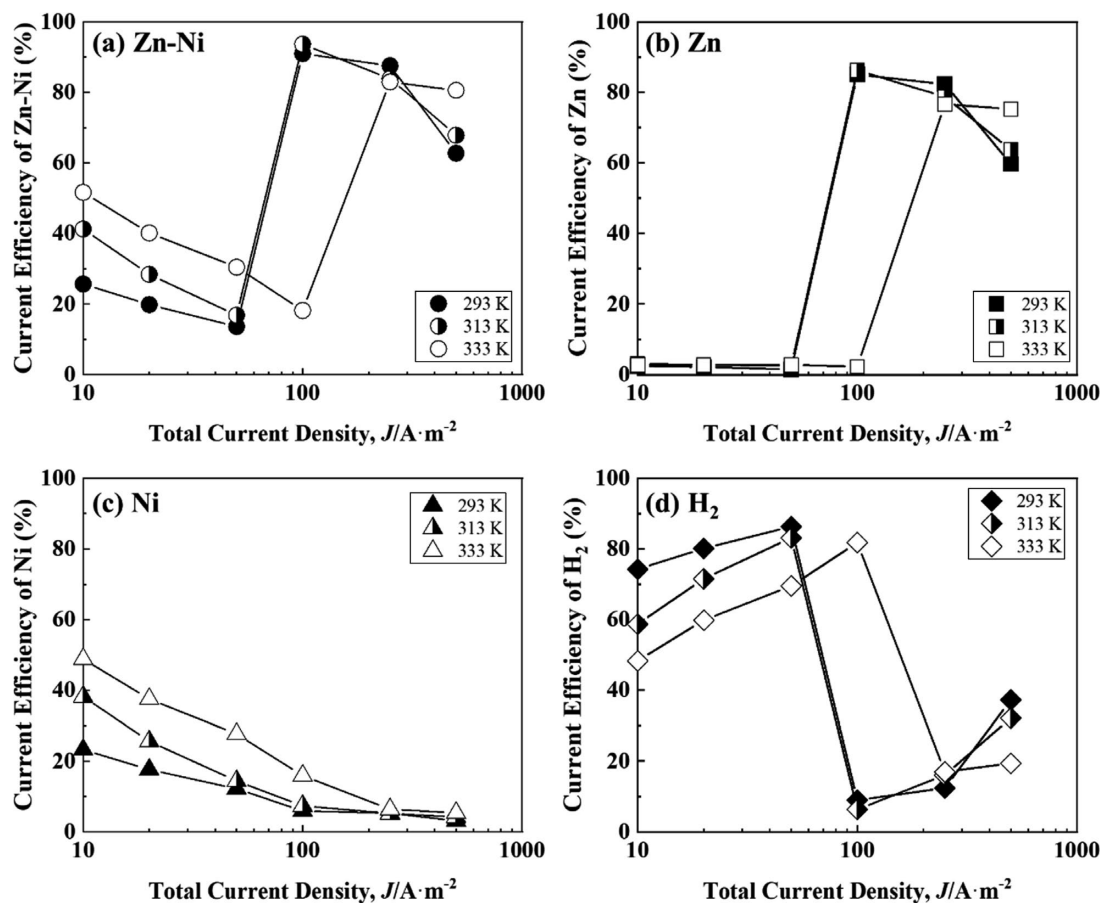 (a) Zn-Ni
Current Efficiency of Zn-Ni (%)
100
80
60
40
20
0
293 K
313 K
333 K
10
100
1000
Total Current Density, J/A·m⁻²
(b) Zn
Current Efficiency of Zn (%)
100
80
60
40
20
0
293 K
313 K
333 K
10
100
1000
Total Current Density, J/A·m⁻²
(c) Ni
Current Efficiency of Ni (%)
100
80
60
40
20
0
293 K
313 K
333 K
10
100
1000
Total Current Density, J/A·m⁻²
(d) H₂
Current Efficiency of H₂ (%)
100
80
60
40
20
0
293 K
313 K
333 K
10
100
1000
Total Current Density, J/A·m⁻²